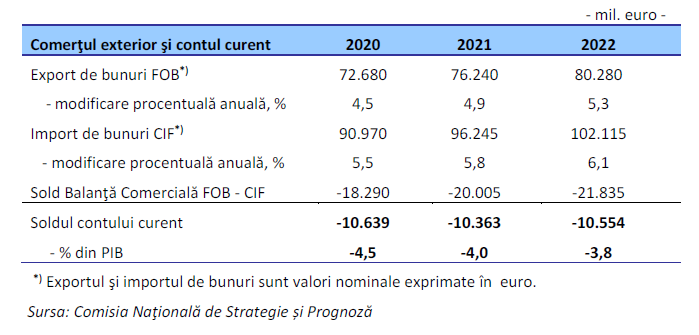 - mil. euro -
Comerţul exterior şi contul curent 2020 2021 2022
Export de bunuri FOB*) 72.680 76.240 80.280
- modificare procentuală anuală, % 4,5 4,9 5,3
Import de bunuri CIF*) 90.970 96.245 102.115
- modificare procentuală anuală, % 5,5 5,8 6,1
Sold Balanţă Comercială FOB - CIF -18.290 -20.005 -21.835
Soldul contului curent -10.639 -10.363 -10.554
- % din PIB -4,5 -4,0 -3,8
*) Exportul şi importul de bunuri sunt valori nominale exprimate în euro.
Sursa: Comisia Naţională de Strategie și Prognoză